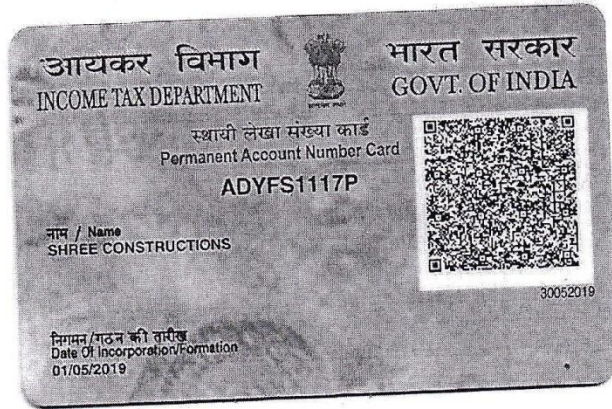 आयकर विभाग
INCOME TAX DEPARTMENT
भारत सरकार
GOVT. OF INDIA
स्थायी लेखा संख्या कार्ड
Permanent Account Number Card
ADYFS1117P
नाम / Name
SHREE CONSTRUCTIONS
30052019
निगमन/गठन की तारीख
Date Of Incorporation/Formation
01/05/2019